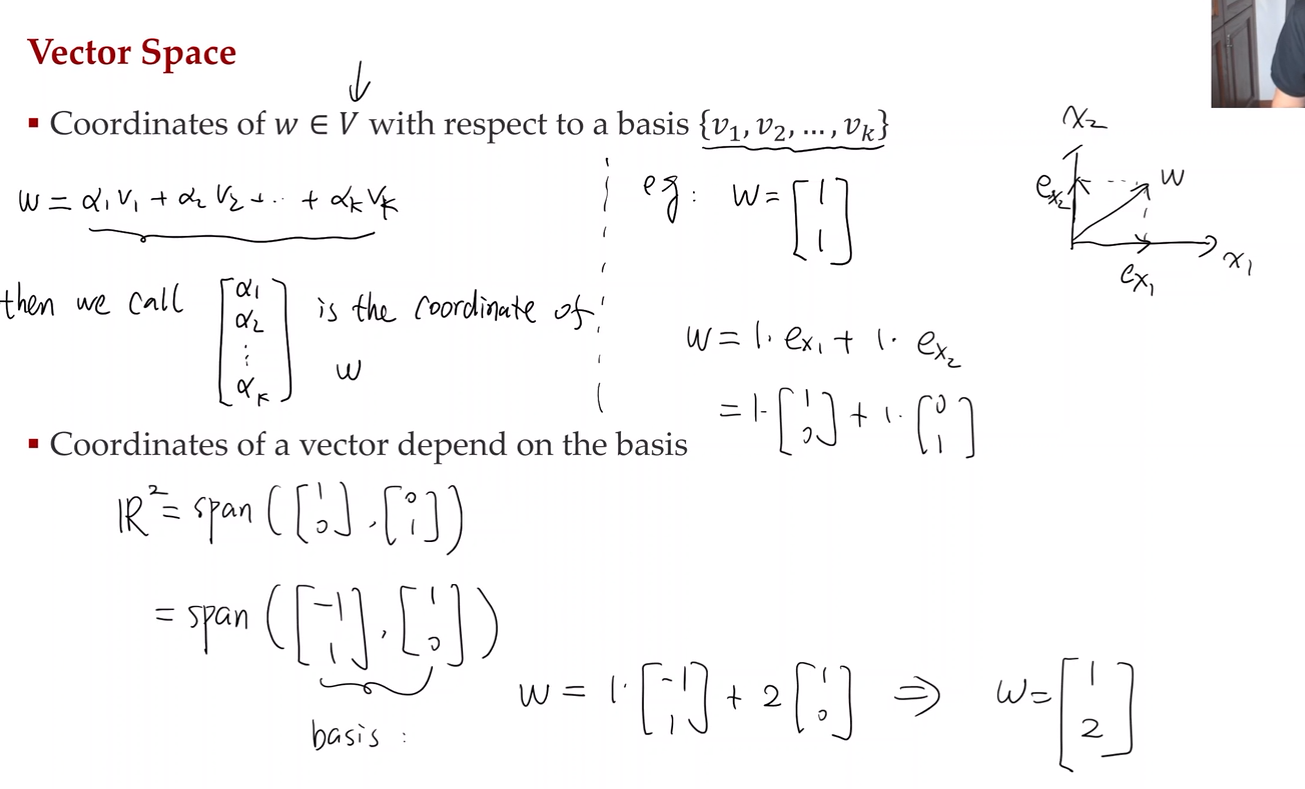 Vector Space
▪ Coordinates of w ∈ V with respect to a basis {v₁, v₂, …, vₖ}
w = α₁v₁ + α₂v₂ + ·· + αₖvₖ
then we call [α₁ α₂ ⋮ αₖ] is the coordinate of
w
eg: w = [1 1]
x₂
eₓ₂
w
x₁
eₓ₁
w = 1· eₓ₁ + 1· eₓ₂
= 1· [1 0] + 1· [0 1]
▪ Coordinates of a vector depend on the basis
ℝ² = span ([1 0], [0 1])
= span ([-1 1], [1 0])
basis :
w = 1· [-1 1] + 2 [1 0] ⇒ w = [1 2]